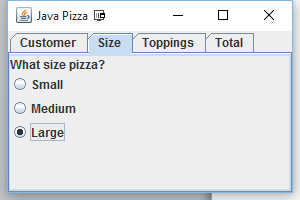 Java Pizza
Customer Size Toppings Total
What size pizza?
Small
Medium
Large